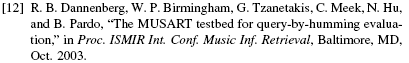 [12] R. B. Dannenberg, W. P. Birmingham, G. Tzanetakis, C. Meek, N. Hu,
and B. Pardo, “The MUSART testbed for query-by-humming evalua-
tion,” in Proc. ISMIR Int. Conf. Music Inf. Retrieval, Baltimore, MD,
Oct. 2003.